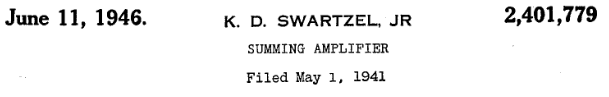 June 11, 1946. K. D. SWARTZEL, JR 2,401,779
SUMMING AMPLIFIER
Filed May 1, 1941